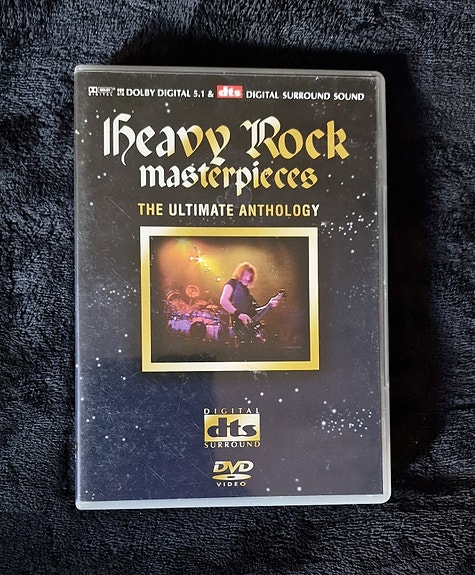 DOLBY DIGITAL 5.1 & dts DIGITAL SURROUND SOUND
Heavy Rock
masterpieces
THE ULTIMATE ANTHOLOGY
DIGITAL
dts
SURROUND
DVD
VIDEO